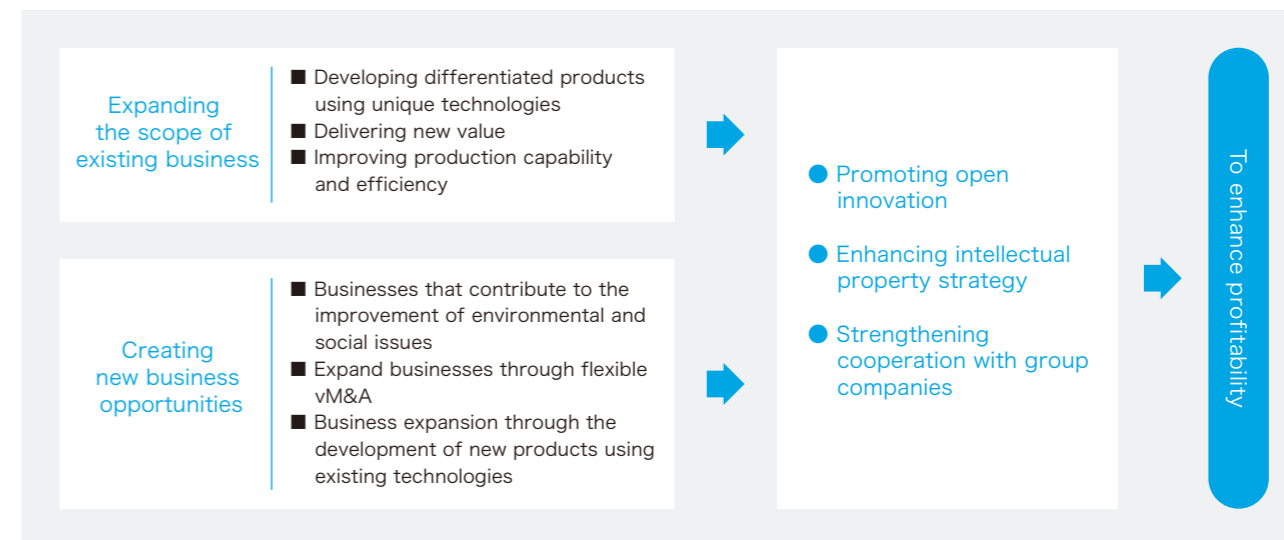 Expanding
the scope of
existing business
■ Developing differentiated products
using unique technologies
■ Delivering new value
■ Improving production capability
and efficiency
Creating
new business
opportunities
■ Businesses that contribute to the
improvement of environmental and
social issues
■ Expand businesses through flexible
vM&A
■ Business expansion through the
development of new products using
existing technologies
● Promoting open
innovation
● Enhancing intellectual
property strategy
● Strengthening
cooperation with group
companies
To enhance profitability